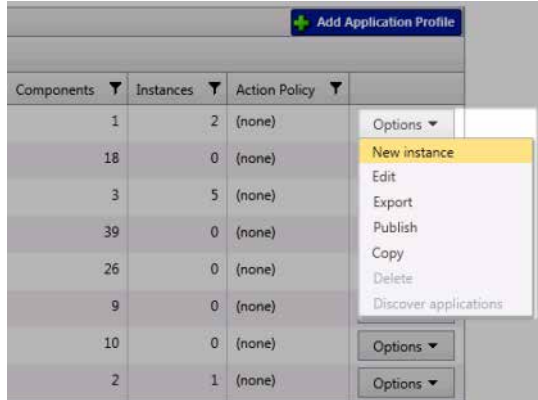 Add Application Profile
Components Instances Action Policy
1 2 (none) Options
New instance
18 0 (none)
Edit
3 5 (none)
Export
Publish
39 0 (none)
Copy
26 0 (none)
Delete
9 0 (none)
Discover applications
10 0 (none) Options
2 1 (none) Options